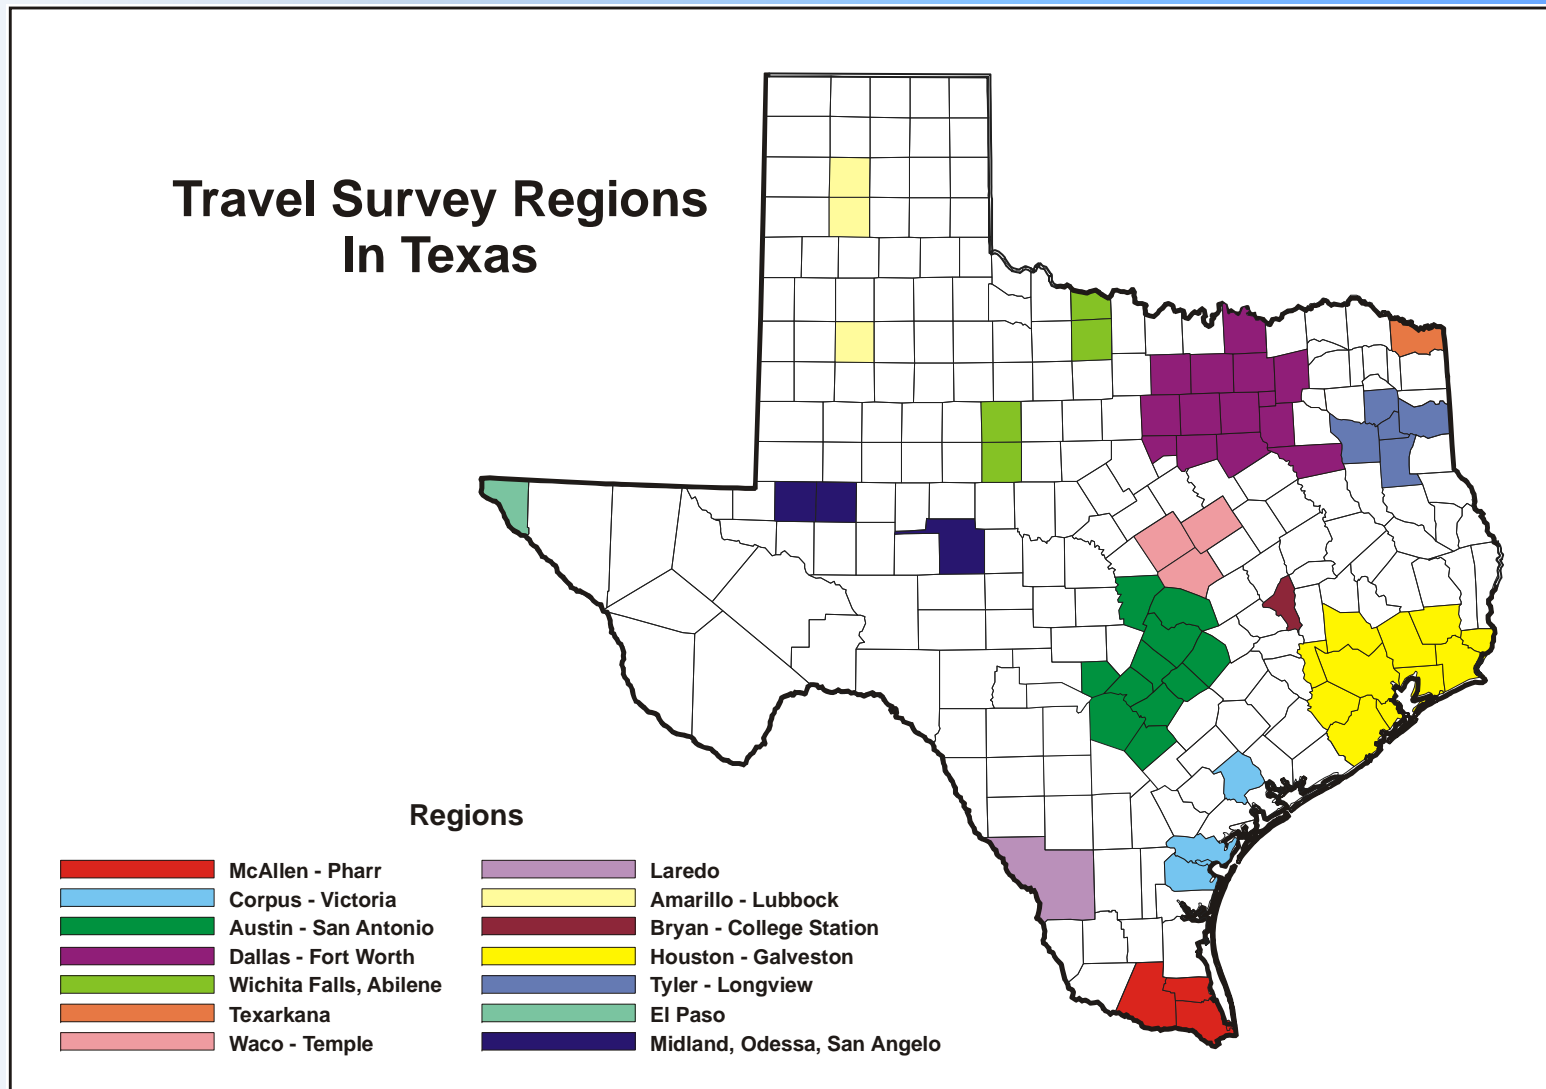 Travel Survey Regions
In Texas
Regions
McAllen - Pharr
Corpus - Victoria
Austin - San Antonio
Dallas - Fort Worth
Wichita Falls, Abilene
Texarkana
Waco - Temple
Laredo
Amarillo - Lubbock
Bryan - College Station
Houston - Galveston
Tyler - Longview
El Paso
Midland, Odessa, San Angelo